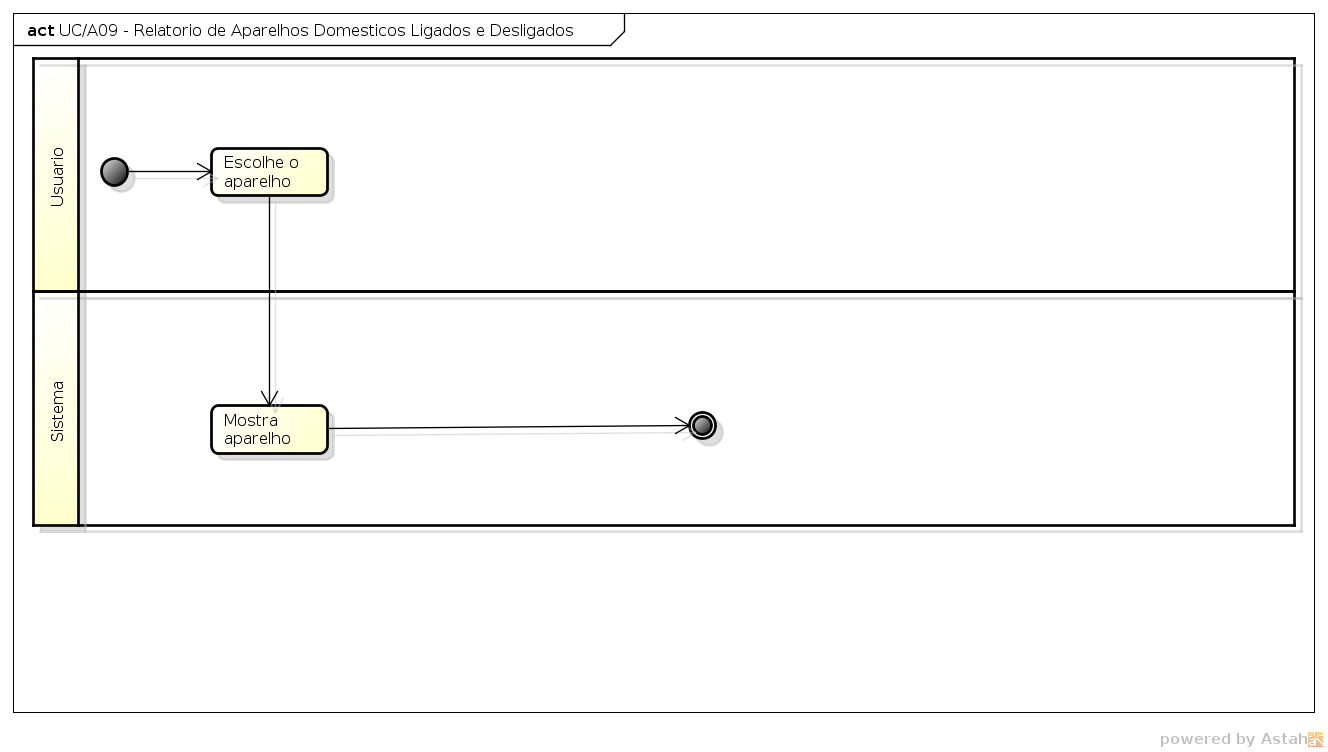 act UC/A09 - Relatorio de Aparelhos Domesticos Ligados e Desligados
Usuario
Escolhe o
aparelho
Sistema
Mostra
aparelho
powered by Astah